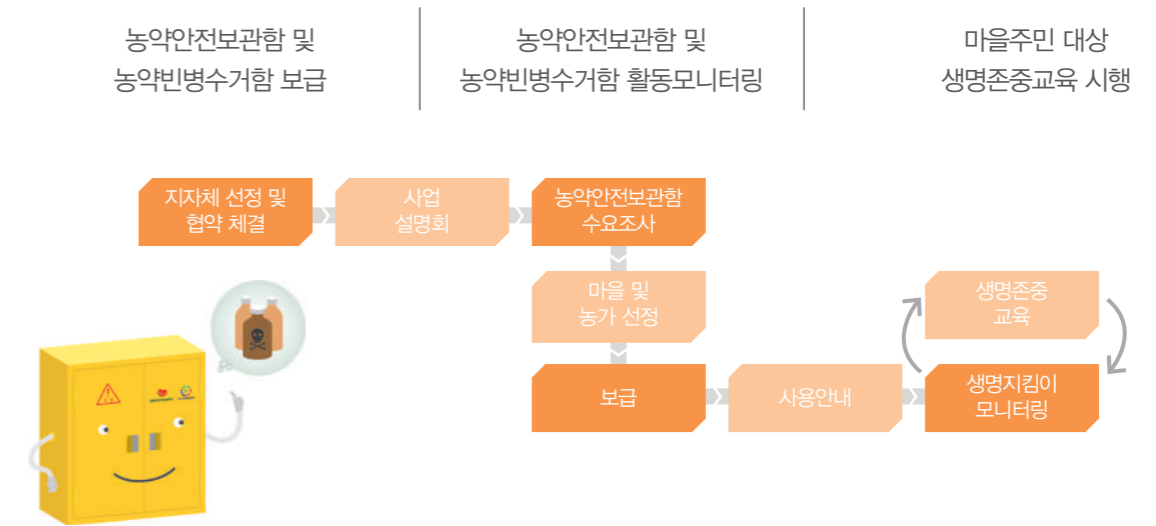 농약안전보관함 및
농약빈병수거함 보급
농약안전보관함 및
농약빈병수거함 활동모니터링
마을주민 대상
생명존중교육 시행
지자체 선정 및
협약 체결
사업
설명회
농약안전보관함
수요조사
마을 및
농가 선정
보급
사용안내
생명존중
교육
생명지킴이
모니터링